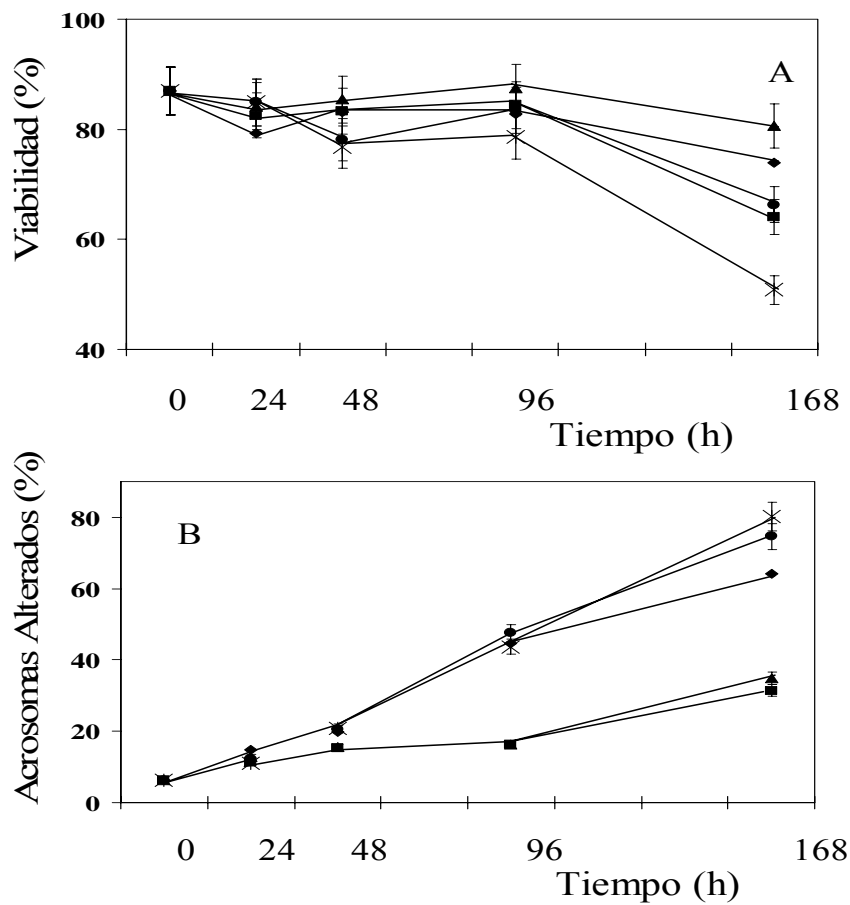 100
80
60
40
Viabilidad (%)
A
0 24 48 96 168
Tiempo (h)
80
60
40
20
0
Acrosomas Alterados (%)
B
0 24 48 96 168
Tiempo (h)